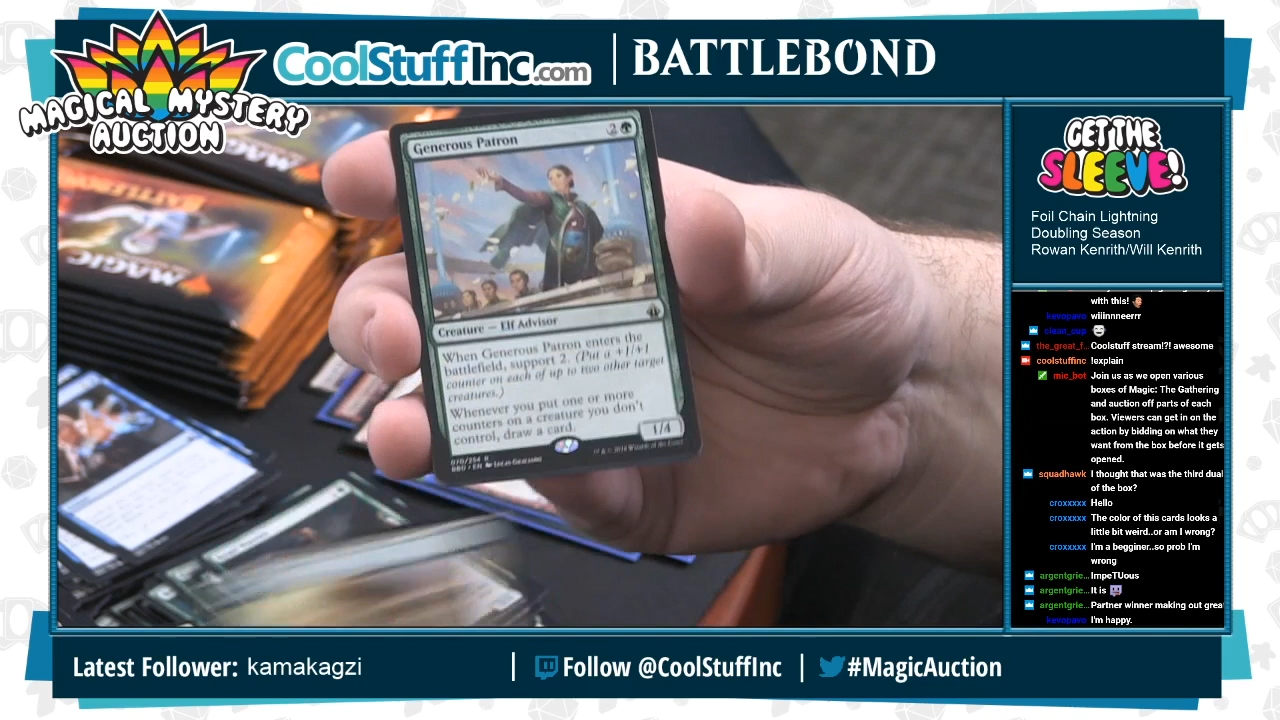 MAGICAL MYSTERY
AUCTION
CoolStuffInc.com
BATTLEBOND
GET THE
SLEEVE!
Foil Chain Lightning
Doubling Season
Rowan Kenrith/Will Kenrith
Generous Patron
2
Creature — Elf Advisor
When Generous Patron enters the
battlefield, support 2. (Put a +1/+1
counter on each of up to two other target
creatures.)
Whenever you put one or more
counters on a creature you don't
control, draw a card.
1/4
070/254 R
BBD • EN
MAGIC
MAGIC
with this!
kevopavo wiiinnneerrr
clean_cup
the_great_f... Coolstuff stream!?! awesome
coolstuffinc !explain
mic_bot Join us as we open various
boxes of Magic: The Gathering
and auction off parts of each
box. Viewers can get in on the
action by bidding on what they
want from the box before it gets
opened.
squadhawk I thought that was the third dual
of the box?
croxxxxx Hello
croxxxxx The color of this cards looks a
little bit weird..or am I wrong?
croxxxxx I'm a begginer..so prob I'm
wrong
argentgrie... ImpeTUous
argentgrie... It is
argentgrie... Partner winner making out grea
kevopavo I'm happy.
Latest Follower: kamakagzi
Follow @CoolStuffInc
#MagicAuction